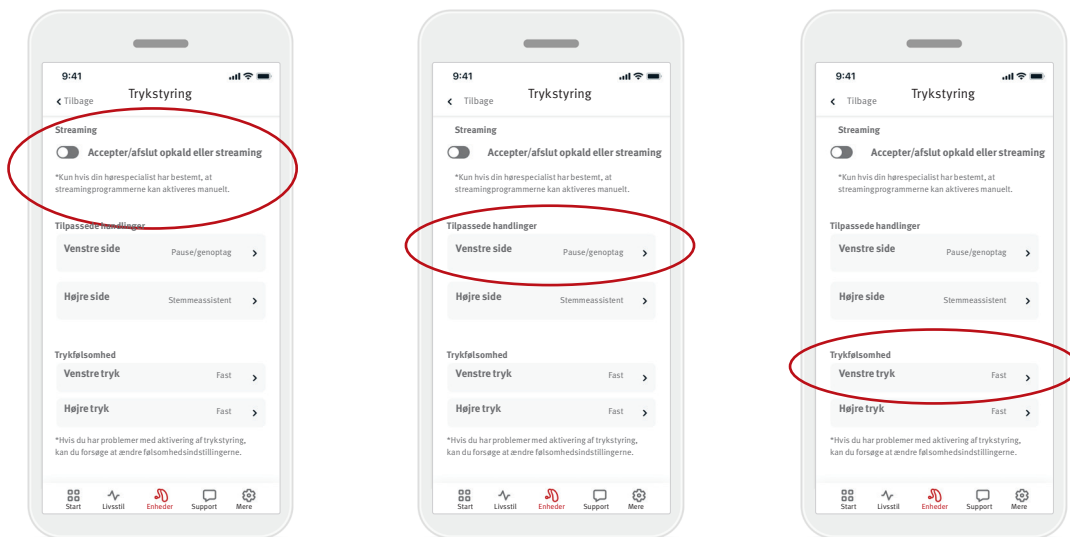 9:41
Tilbage
Trykstyring
Streaming
Accepter/afslut opkald eller streaming
*Kun hvis din hørespecialist har bestemt, at
streamingprogrammerne kan aktiveres manuelt.
Tilpassede handlinger
Venstre side Pause/genoptag
Højre side Stemmeassistent
Trykfølsomhed
Venstre tryk Fast
Højre tryk Fast
*Hvis du har problemer med aktivering af trykstyring,
kan du forsøge at ændre følsomhedsindstillingerne.
Start Livsstil Enheder Support Mere
9:41
Tilbage
Trykstyring
Streaming
Accepter/afslut opkald eller streaming
*Kun hvis din hørespecialist har bestemt, at
streamingprogrammerne kan aktiveres manuelt.
Tilpassede handlinger
Venstre side Pause/genoptag
Højre side Stemmeassistent
Trykfølsomhed
Venstre tryk Fast
Højre tryk Fast
*Hvis du har problemer med aktivering af trykstyring,
kan du forsøge at ændre følsomhedsindstillingerne.
Start Livsstil Enheder Support Mere
9:41
Tilbage
Trykstyring
Streaming
Accepter/afslut opkald eller streaming
*Kun hvis din hørespecialist har bestemt, at
streamingprogrammerne kan aktiveres manuelt.
Tilpassede handlinger
Venstre side Pause/genoptag
Højre side Stemmeassistent
Trykfølsomhed
Venstre tryk Fast
Højre tryk Fast
*Hvis du har problemer med aktivering af trykstyring,
kan du forsøge at ændre følsomhedsindstillingerne.
Start Livsstil Enheder Support Mere